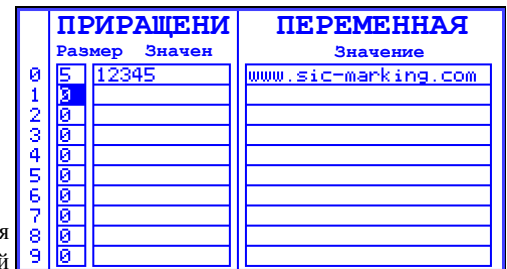 ПРИРАЩЕНИ ПЕРЕМЕННАЯ
Размер Значен Значение
0 5 12345 www.sic-marking.com
1 0
2 0
3 0
4 0
5 0
6 0
7 0
я 8 0
й 9 0